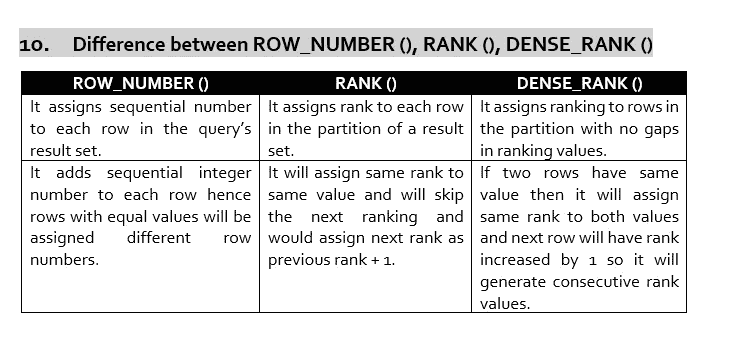 10. Difference between ROW_NUMBER (), RANK (), DENSE_RANK ()
ROW_NUMBER ()
RANK ()
DENSE_RANK ()
It assigns sequential number
to each row in the query's
result set.
It assigns rank to each row
in the partition of a result
set.
It assigns ranking to rows in
the partition with no gaps
in ranking values.
It adds sequential integer
number to each row hence
rows with equal values will be
assigned different row
numbers.
It will assign same rank to
same value and will skip
the next ranking and
would assign next rank as
previous rank + 1.
If two rows have same
value then it will assign
same rank to both values
and next row will have rank
increased by 1 so it will
generate consecutive rank
values.